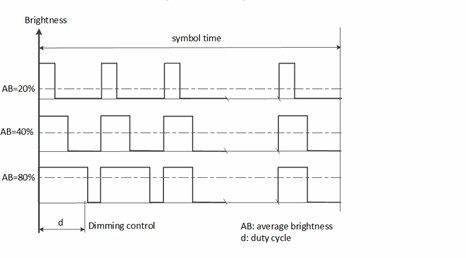 Brightness
symbol time
AB=20%
AB=40%
AB=80%
d
Dimming control
AB: average brightness
d: duty cycle